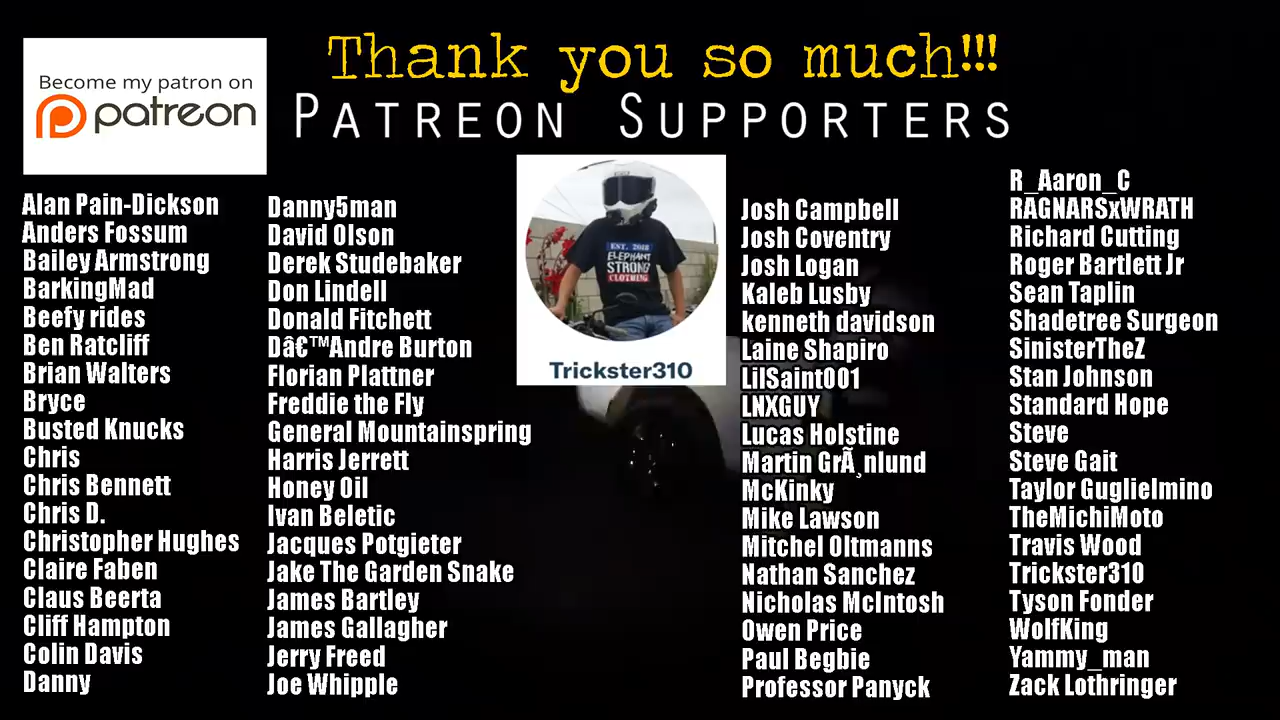 Thank you so much!!!
PATREON SUPPORTERS
Become my patron on
patreon
Alan Pain-Dickson
Anders Fossum
Bailey Armstrong
BarkingMad
Beefy rides
Ben Ratcliff
Brian Walters
Bryce
Busted Knucks
Chris
Chris Bennett
Chris D.
Christopher Hughes
Claire Faben
Claus Beerta
Cliff Hampton
Colin Davis
Danny
Danny5man
David Olson
Derek Studebaker
Don Lindell
Donald Fitchett
Dâ€™Andre Burton
Florian Plattner
Freddie the Fly
General Mountainspring
Harris Jerrett
Honey Oil
Ivan Beletic
Jacques Potgieter
Jake The Garden Snake
James Bartley
James Gallagher
Jerry Freed
Joe Whipple
EST. 2018
ELEPHANT
STRONG
CLOTHING
Trickster310
Josh Campbell
Josh Coventry
Josh Logan
Kaleb Lusby
kenneth davidson
Laine Shapiro
LilSaint001
LNXGUY
Lucas Holstine
Martin GrÃ¸nlund
McKinky
Mike Lawson
Mitchel Oltmanns
Nathan Sanchez
Nicholas McIntosh
Owen Price
Paul Begbie
Professor Panyck
R_Aaron_C
RAGNARSxWRATH
Richard Cutting
Roger Bartlett Jr
Sean Taplin
Shadetree Surgeon
SinisterTheZ
Stan Johnson
Standard Hope
Steve
Steve Gait
Taylor Guglielmino
TheMichiMoto
Travis Wood
Trickster310
Tyson Fonder
WolfKing
Yammy_man
Zack Lothringer